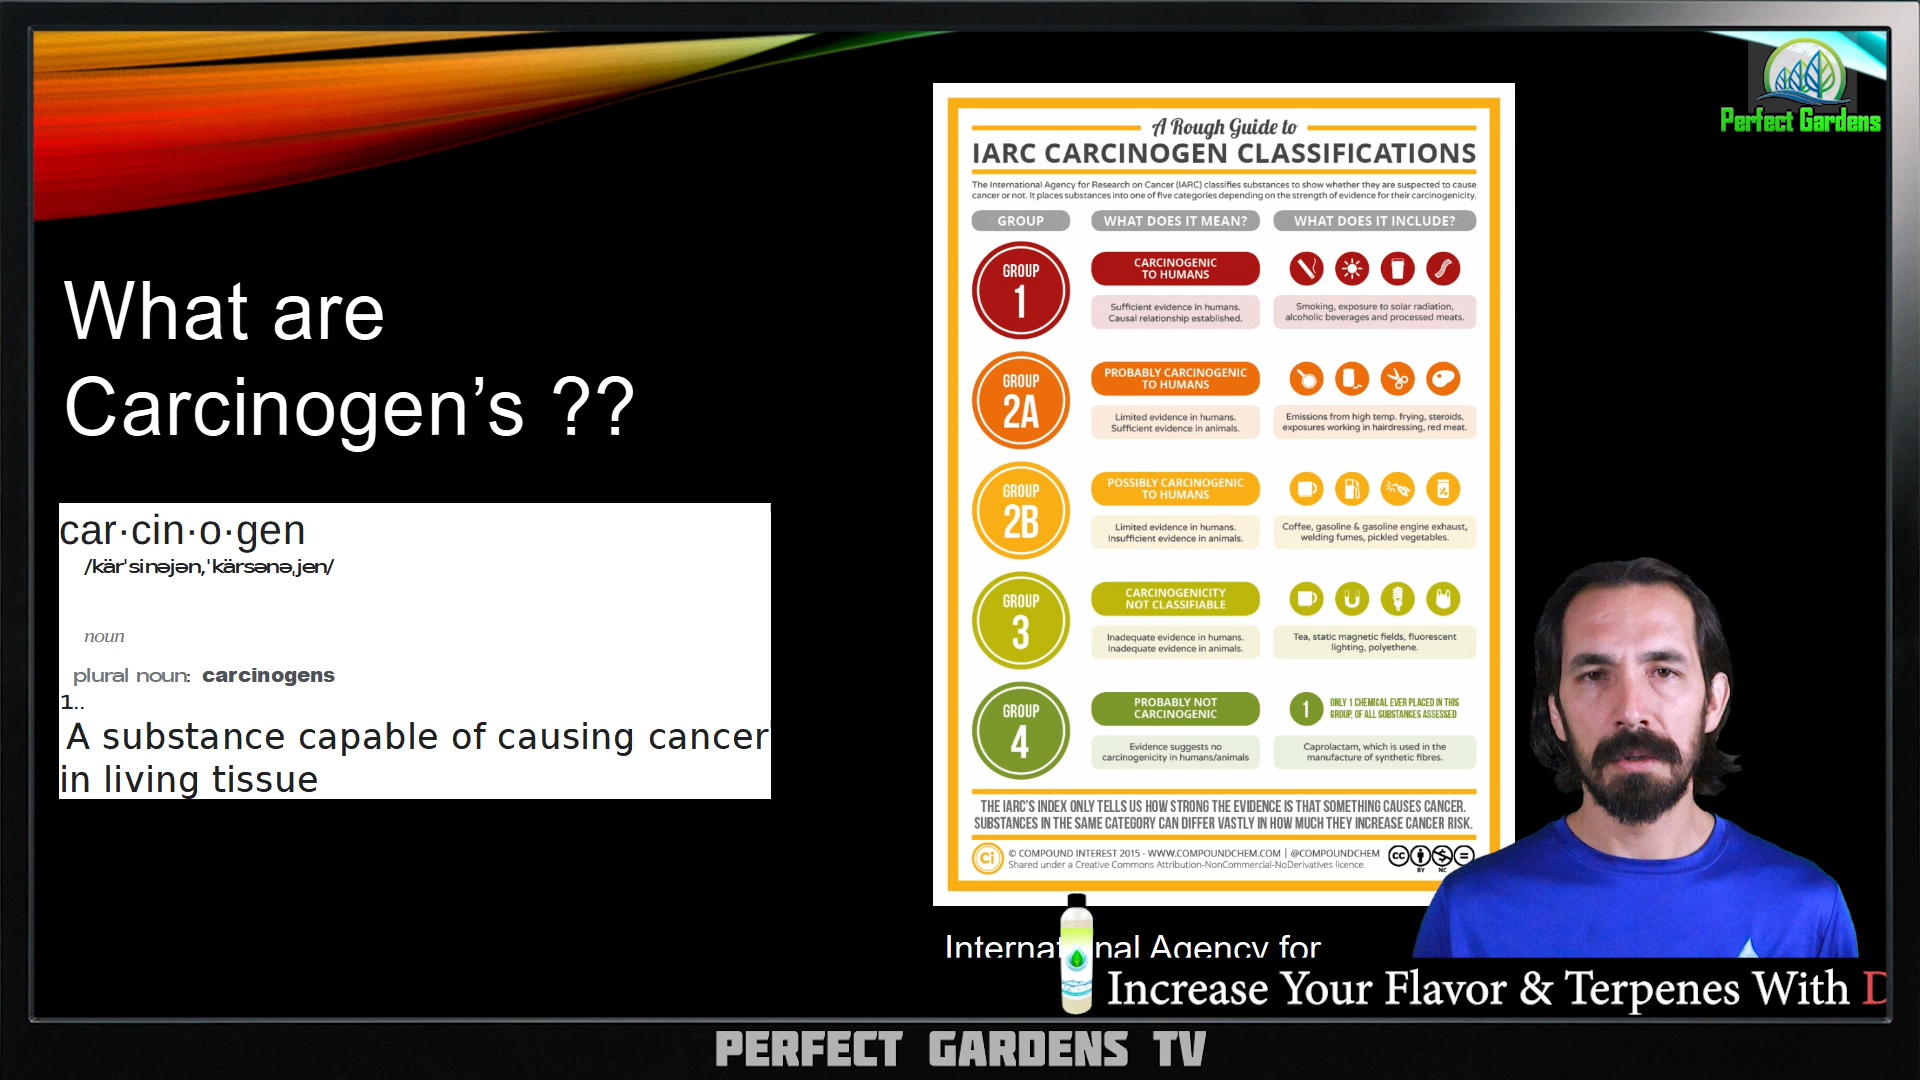 Perfect Gardens
What are
Carcinogen’s ??
car·cin·o·gen
/kär'sinəjən,'kärsənəˌjen/
noun
plural noun: carcinogens
1..
A substance capable of causing cancer
in living tissue
A Rough Guide to
IARC CARCINOGEN CLASSIFICATIONS
The International Agency for Research on Cancer (IARC) classifies substances to show whether they are suspected to cause
cancer or not. It places substances into one of five categories depending on the strength of evidence for their carcinogenicity.
GROUP
WHAT DOES IT MEAN?
WHAT DOES IT INCLUDE?
GROUP
1
CARCINOGENIC
TO HUMANS
Sufficient evidence in humans.
Causal relationship established.
Smoking, exposure to solar radiation,
alcoholic beverages and processed meats.
GROUP
2A
PROBABLY CARCINOGENIC
TO HUMANS
Limited evidence in humans.
Sufficient evidence in animals.
Emissions from high temp. frying, steroids,
exposures working in hairdressing, red meat.
GROUP
2B
POSSIBLY CARCINOGENIC
TO HUMANS
Limited evidence in humans.
Insufficient evidence in animals.
Coffee, gasoline & gasoline engine exhaust,
welding fumes, pickled vegetables.
GROUP
3
CARCINOGENICITY
NOT CLASSIFIABLE
Inadequate evidence in humans.
Inadequate evidence in animals.
Tea, static magnetic fields, fluorescent
lighting, polyethene.
GROUP
4
PROBABLY NOT
CARCINOGENIC
Evidence suggests no
carcinogenicity in humans/animals
1
ONLY 1 CHEMICAL EVER PLACED IN THIS
GROUP, OF ALL SUBSTANCES ASSESSED
Caprolactam, which is used in the
manufacture of synthetic fibres.
THE IARC'S INDEX ONLY TELLS US HOW STRONG THE EVIDENCE IS THAT SOMETHING CAUSES CANCER.
SUBSTANCES IN THE SAME CATEGORY CAN DIFFER VASTLY IN HOW MUCH THEY INCREASE CANCER RISK.
Ci
© COMPOUND INTEREST 2015 - WWW.COMPOUNDCHEM.COM | @COMPOUNDCHEM
Shared under a Creative Commons Attribution-NonCommercial-NoDerivatives licence.
cc
BY NC
Agency for
Increase Your Flavor & Terpenes With D
PERFECT GARDENS TV